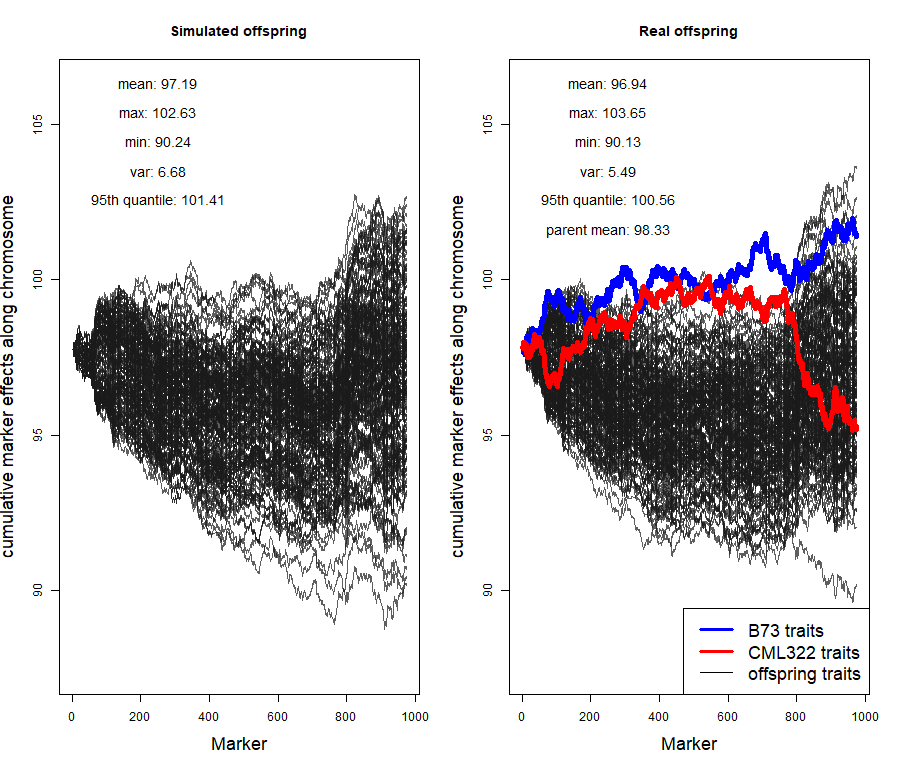 Simulated offspring
mean: 97.19
max: 102.63
min: 90.24
var: 6.68
95th quantile: 101.41
cumulative marker effects along chromosome
105
100
95
90
0 200 400 600 800 1000
Marker
Real offspring
mean: 96.94
max: 103.65
min: 90.13
var: 5.49
95th quantile: 100.56
parent mean: 98.33
cumulative marker effects along chromosome
105
100
95
90
B73 traits
CML322 traits
offspring traits
0 200 400 600 800 1000
Marker